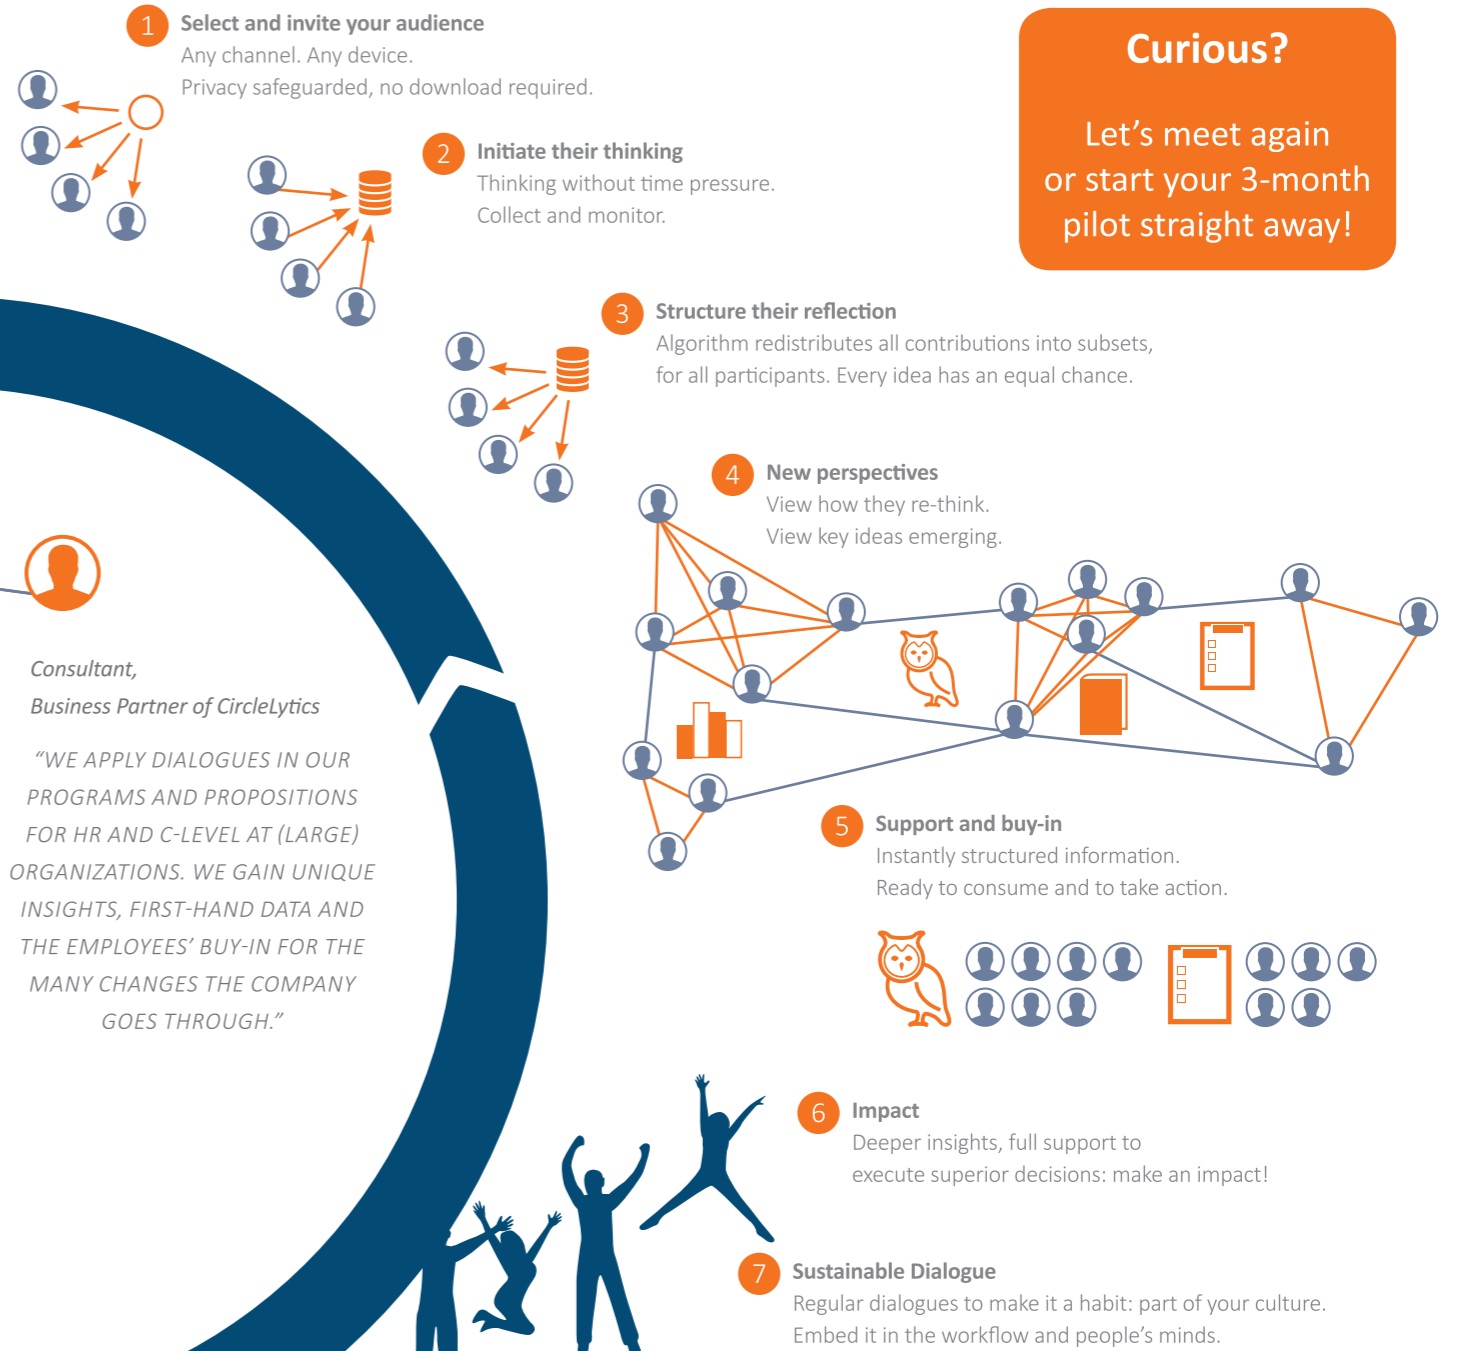 1 Select and invite your audience
Any channel. Any device.
Privacy safeguarded, no download required.
Curious?
Let's meet again
or start your 3-month
pilot straight away!
2 Initiate their thinking
Thinking without time pressure.
Collect and monitor.
3 Structure their reflection
Algorithm redistributes all contributions into subsets,
for all participants. Every idea has an equal chance.
4 New perspectives
View how they re-think.
View key ideas emerging.
Consultant,
Business Partner of CircleLytics
“WE APPLY DIALOGUES IN OUR
PROGRAMS AND PROPOSITIONS
FOR HR AND C-LEVEL AT (LARGE)
ORGANIZATIONS. WE GAIN UNIQUE
INSIGHTS, FIRST-HAND DATA AND
THE EMPLOYEES’ BUY-IN FOR THE
MANY CHANGES THE COMPANY
GOES THROUGH.”
5 Support and buy-in
Instantly structured information.
Ready to consume and to take action.
6 Impact
Deeper insights, full support to
execute superior decisions: make an impact!
7 Sustainable Dialogue
Regular dialogues to make it a habit: part of your culture.
Embed it in the workflow and people’s minds.